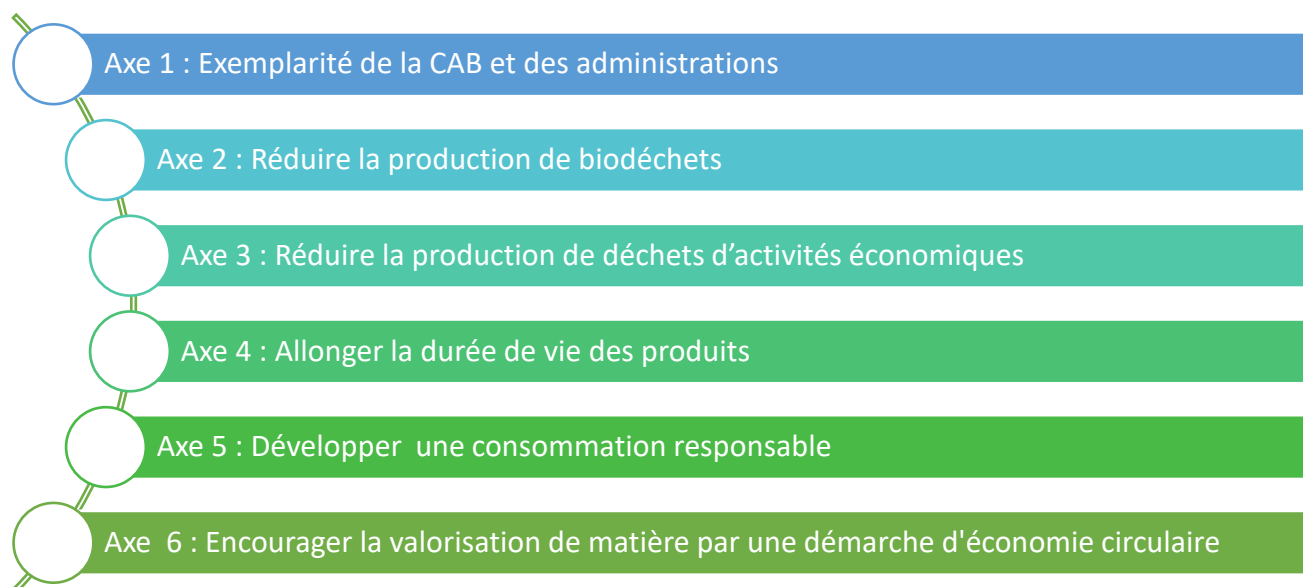 Axe 1 : Exemplarité de la CAB et des administrations
Axe 2 : Réduire la production de biodéchets
Axe 3 : Réduire la production de déchets d’activités économiques
Axe 4 : Allonger la durée de vie des produits
Axe 5 : Développer  une consommation responsable
Axe  6 : Encourager la valorisation de matière par une démarche d'économie circulaire